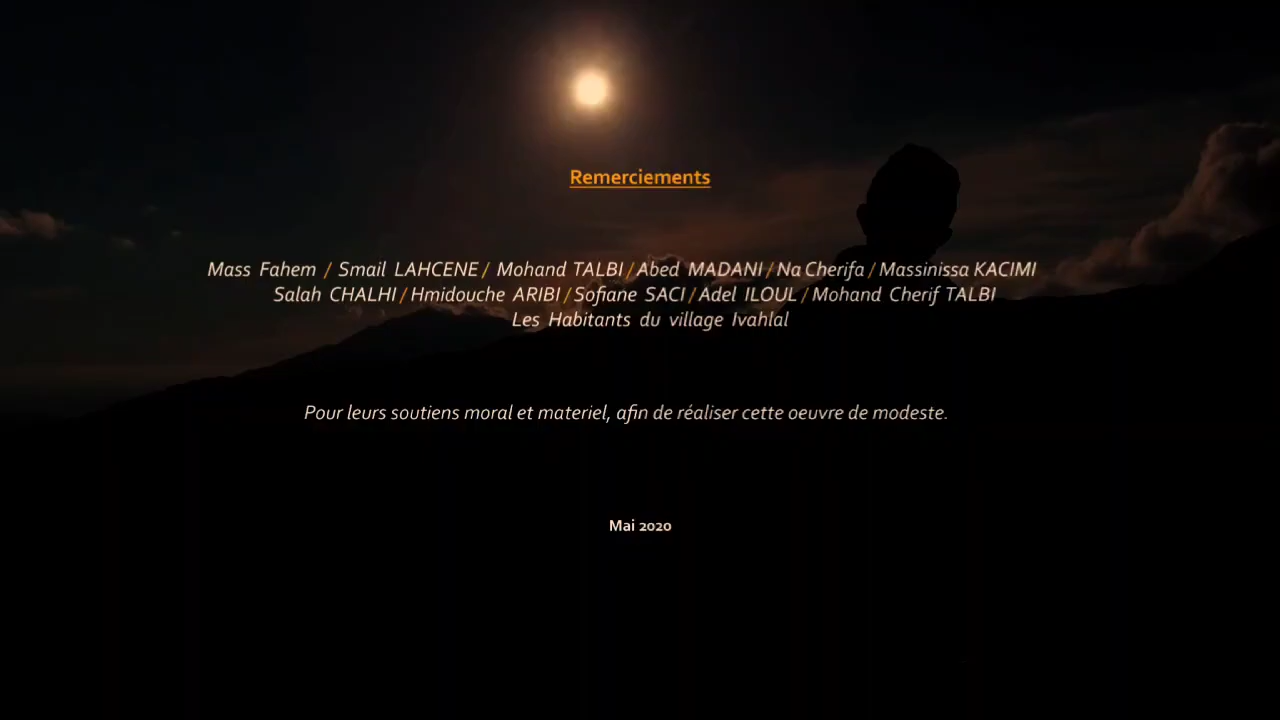 Remerciements
Mass Fahem / Smail LAHCENE / Mohand TALBI / Abed MADANI / Na Cherifa / Massinissa KACIMI
Salah CHALHI / Hmidouche ARIBI / Sofiane SACI / Adel ILOUL / Mohand Cherif TALBI
Les Habitants du village Ivahlal
Pour leurs soutiens moral et materiel, afin de réaliser cette oeuvre de modeste.
Mai 2020